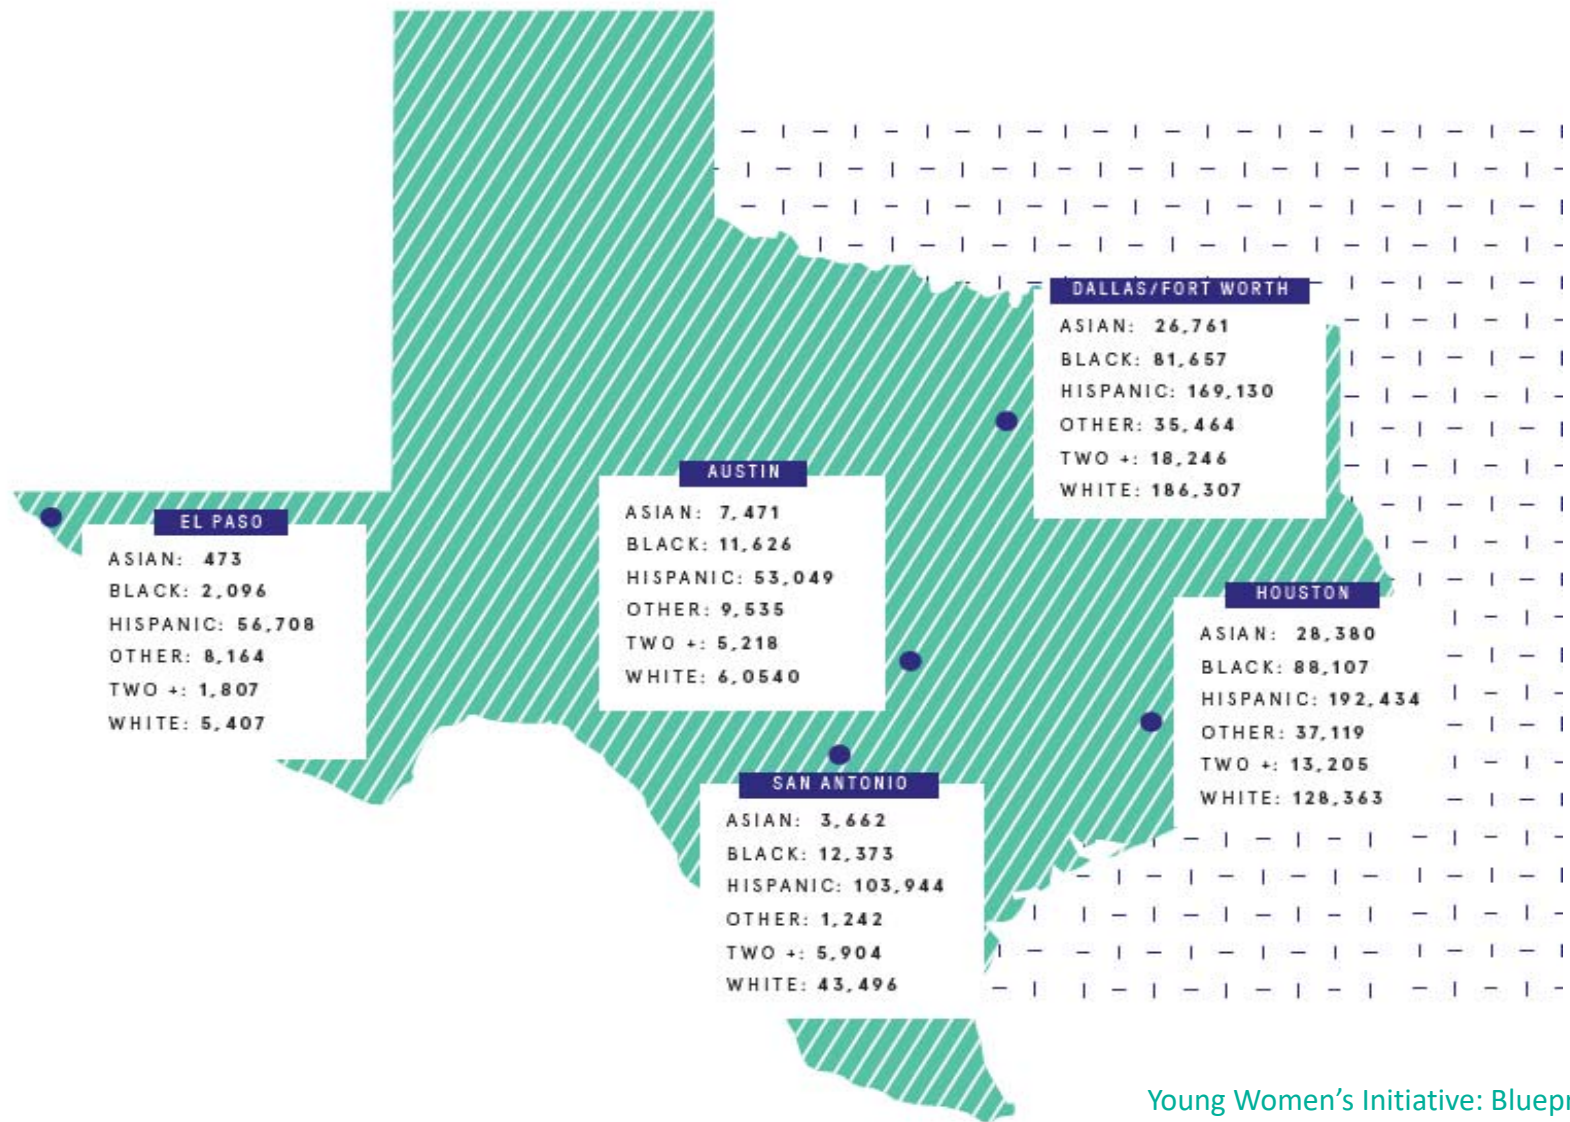 DALLAS/FORT WORTH
ASIAN: 26,761
BLACK: 81,657
HISPANIC: 169,130
OTHER: 35,464
TWO +: 18,246
WHITE: 186,307
AUSTIN
ASIAN: 7,471
BLACK: 11,626
HISPANIC: 53,049
OTHER: 9,535
TWO +: 5,218
WHITE: 6,0540
EL PASO
ASIAN: 473
BLACK: 2,096
HISPANIC: 56,708
OTHER: 8,164
TWO +: 1,807
WHITE: 5,407
HOUSTON
ASIAN: 28,380
BLACK: 88,107
HISPANIC: 192,434
OTHER: 37,119
TWO +: 13,205
WHITE: 128,363
SAN ANTONIO
ASIAN: 3,662
BLACK: 12,373
HISPANIC: 103,944
OTHER: 1,242
TWO +: 5,904
WHITE: 43,496
Young Women's Initiative: